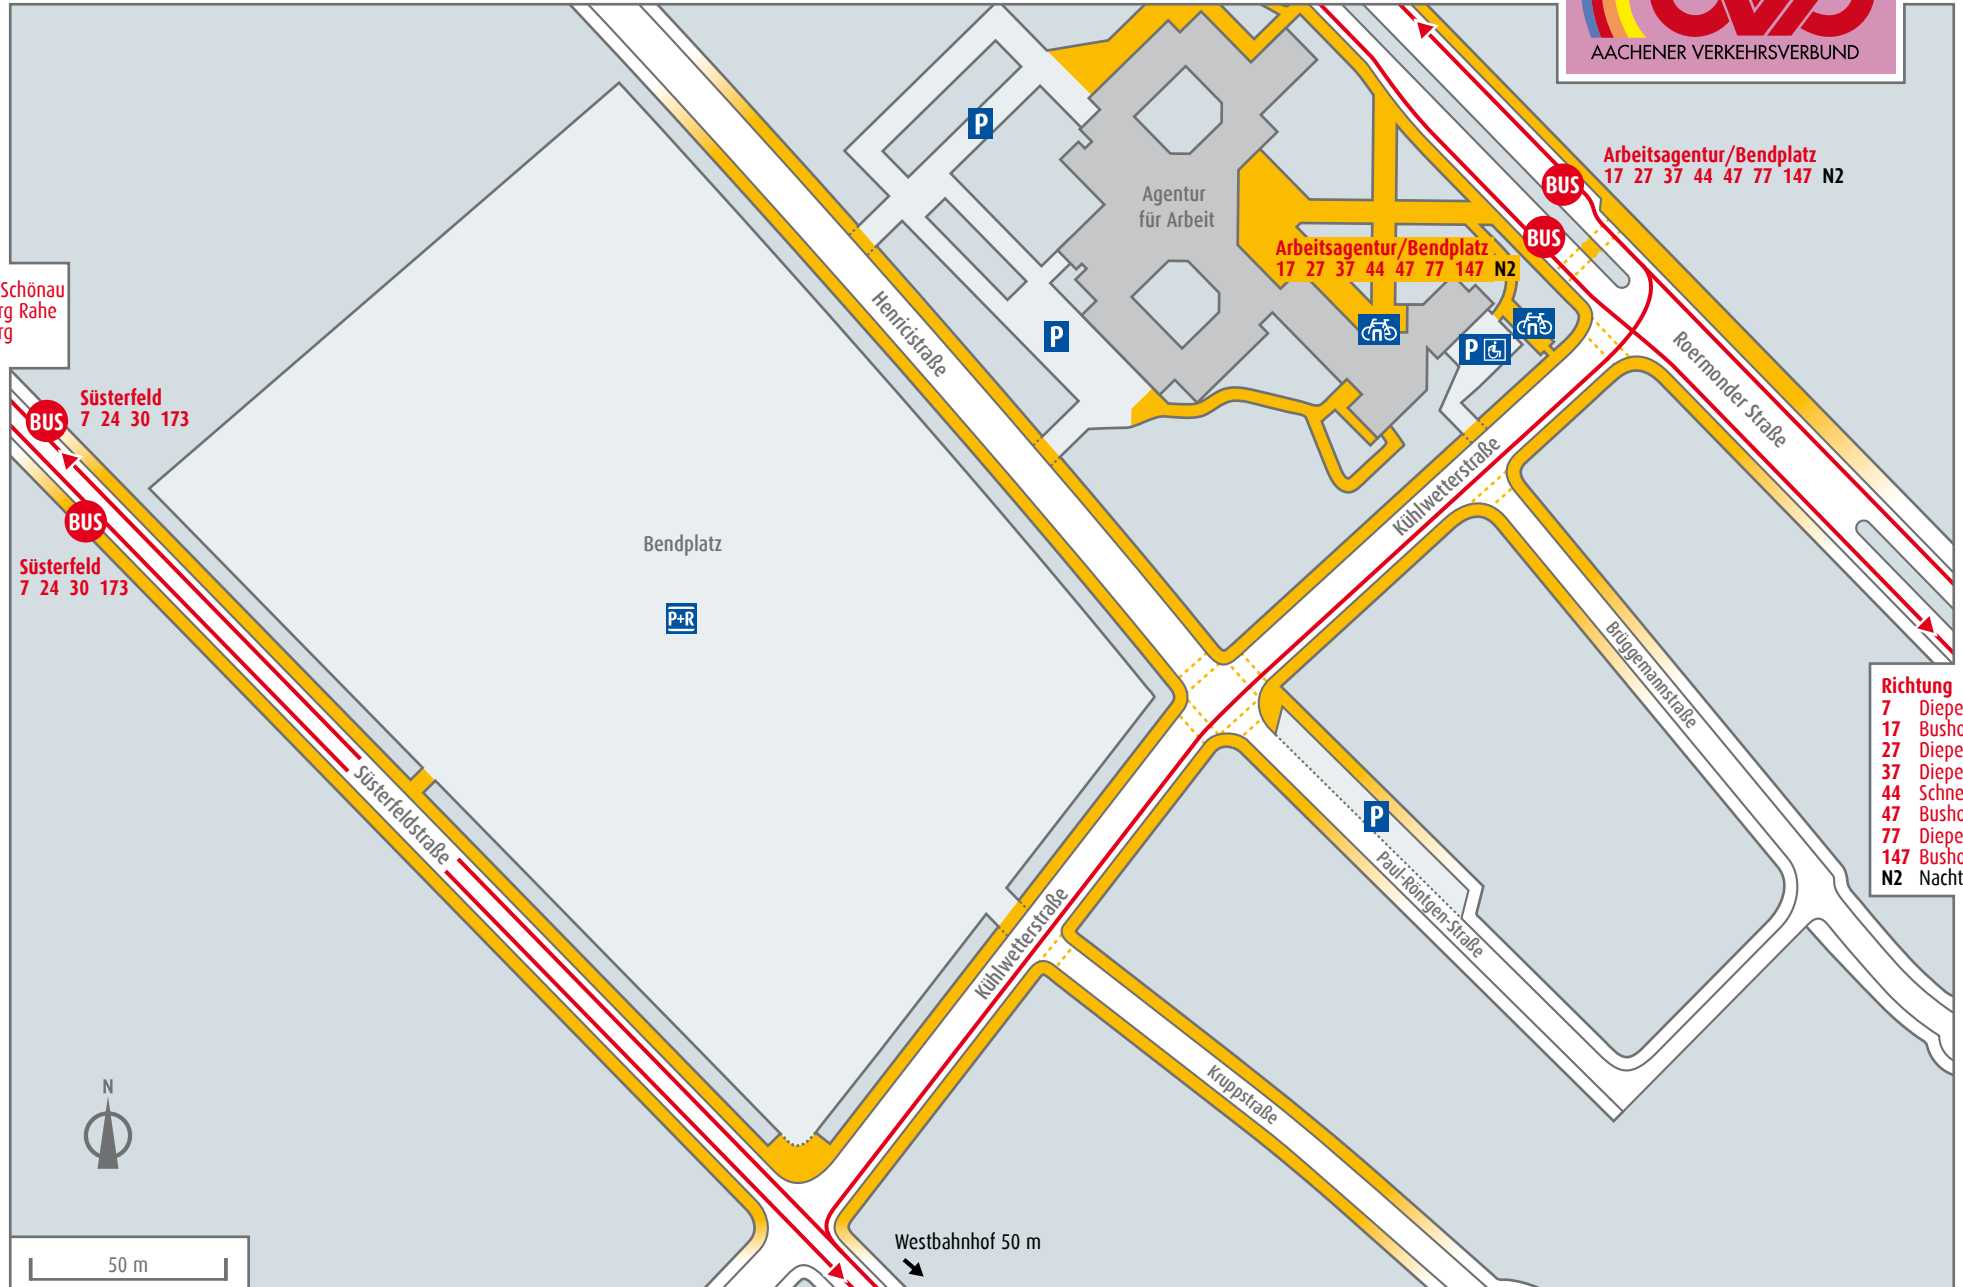 AACHENER VERKEHRSVERBUND
P
Agentur
für Arbeit
BUS
Arbeitsagentur/Bendplatz
17 27 37 44 47 77 147 N2
BUS
Arbeitsagentur/Bendplatz
17 27 37 44 47 77 147 N2
Schönau
Rahe
Henricistraße
P
P
Roermonder Straße
BUS
Süsterfeld
7 24 30 173
BUS
Süsterfeld
7 24 30 173
Kühlwetterstraße
Bendplatz
P+R
Brüggemannstraße
Richtung
7
17
27
37
44
47
77
147
N2
Süsterfeldstraße
P
Paul-Röntgen-Straße
Kühlwetterstraße
Kruppstraße
N
Westbahnhof 50 m
50 m